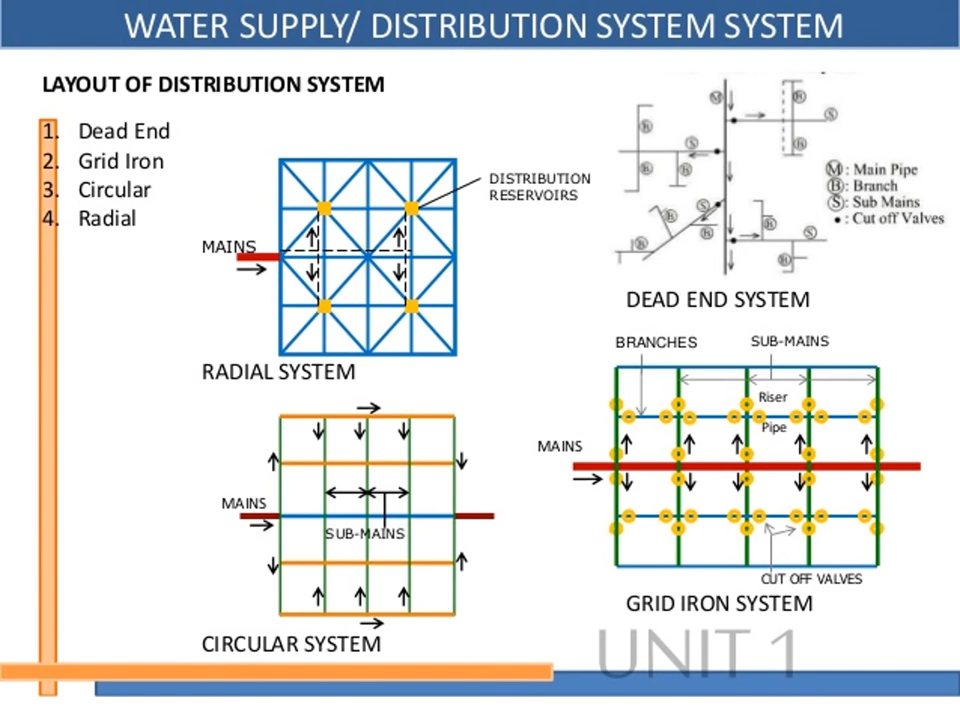 WATER SUPPLY/ DISTRIBUTION SYSTEM SYSTEM
LAYOUT OF DISTRIBUTION SYSTEM
1. Dead End
2. Grid Iron
3. Circular
4. Radial
DISTRIBUTION
RESERVOIRS
MAINS
RADIAL SYSTEM
M
B
S
B
B
S
B
B
B
S
B
B
B
S
B
B
M : Main Pipe
B : Branch
S : Sub Mains
• : Cut off Valves
DEAD END SYSTEM
MAINS
SUB-MAINS
CIRCULAR SYSTEM
BRANCHES
SUB-MAINS
Riser
Pipe
MAINS
CUT OFF VALVES
GRID IRON SYSTEM
UNIT 1